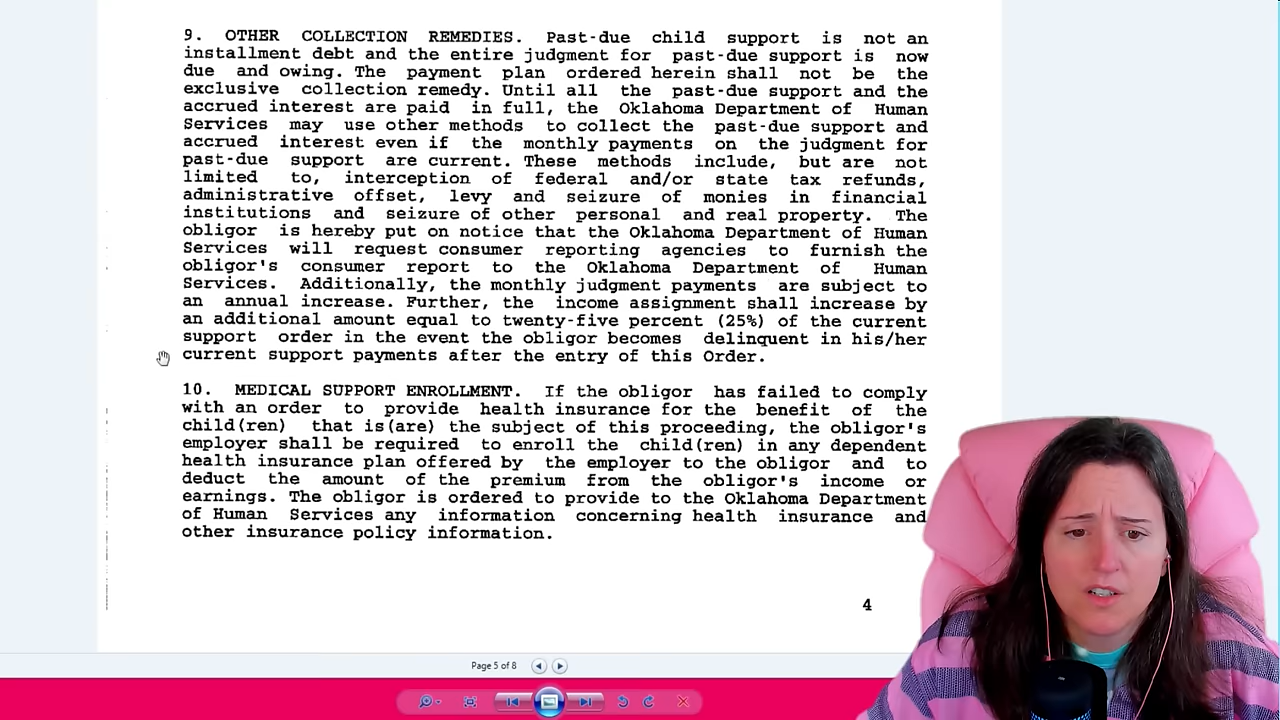 9. OTHER COLLECTION REMEDIES. Past-due child support is not an
installment debt and the entire judgment for past-due support is now
due and owing. The payment plan ordered herein shall not be the
exclusive collection remedy. Until all the past-due support and the
accrued interest are paid in full, the Oklahoma Department of Human
Services may use other methods to collect the past-due support and
accrued interest even if the monthly payments on the judgment for
past-due support are current. These methods include, but are not
limited to, interception of federal and/or state tax refunds,
administrative offset, levy and seizure of monies in financial
institutions and seizure of other personal and real property. The
obligor is hereby put on notice that the Oklahoma Department of Human
Services will request consumer reporting agencies to furnish the
obligor's consumer report to the Oklahoma Department of Human
Services. Additionally, the monthly judgment payments are subject to
an annual increase. Further, the income assignment shall increase by
an additional amount equal to twenty-five percent (25%) of the current
support order in the event the obligor becomes delinquent in his/her
current support payments after the entry of this Order.
10. MEDICAL SUPPORT ENROLLMENT. If the obligor has failed to comply
with an order to provide health insurance for the benefit of the
child(ren) that is(are) the subject of this proceeding, the obligor's
employer shall be required to enroll the child(ren) in any dependent
health insurance plan offered by the employer to the obligor and to
deduct the amount of the premium from the obligor's income or
earnings. The obligor is ordered to provide to the Oklahoma Department
of Human Services any information concerning health insurance and
other insurance policy information.
4
Page 5 of 8